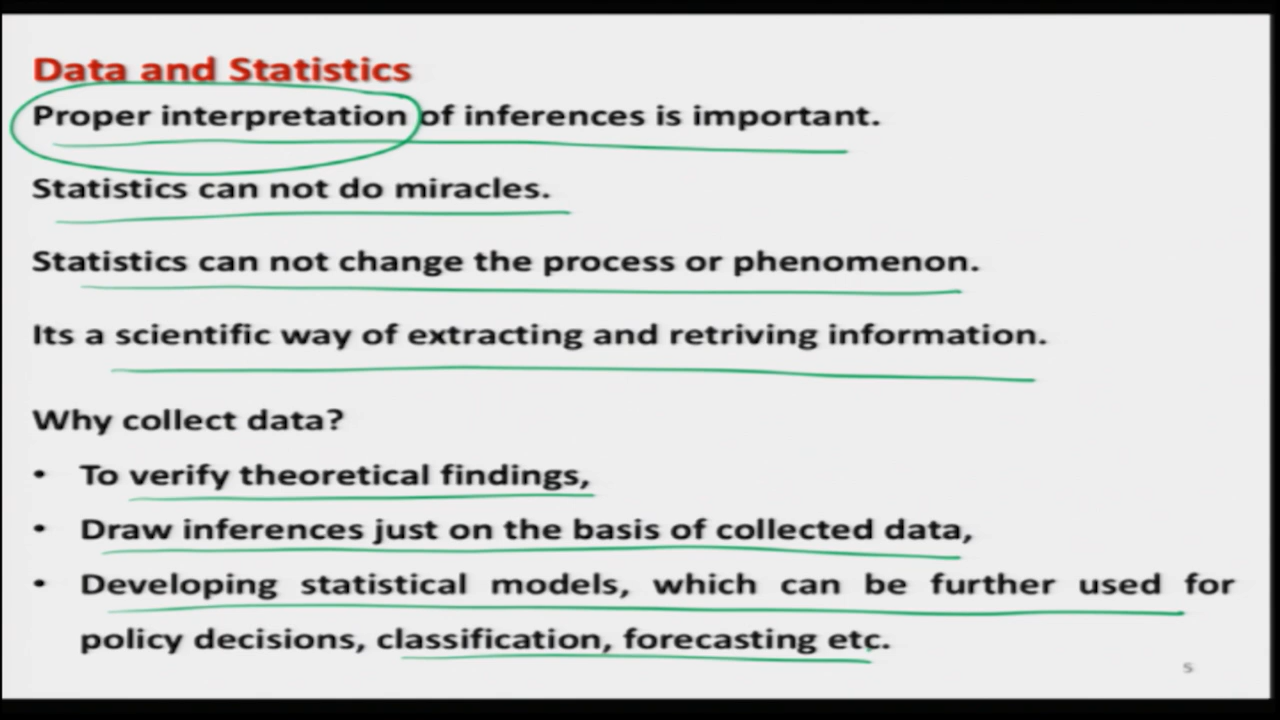 Data and Statistics
Proper interpretation of inferences is important.
Statistics can not do miracles.
Statistics can not change the process or phenomenon.
Its a scientific way of extracting and retriving information.
Why collect data?
• To verify theoretical findings,
• Draw inferences just on the basis of collected data,
• Developing statistical models, which can be further used for
policy decisions, classification, forecasting etc.
5